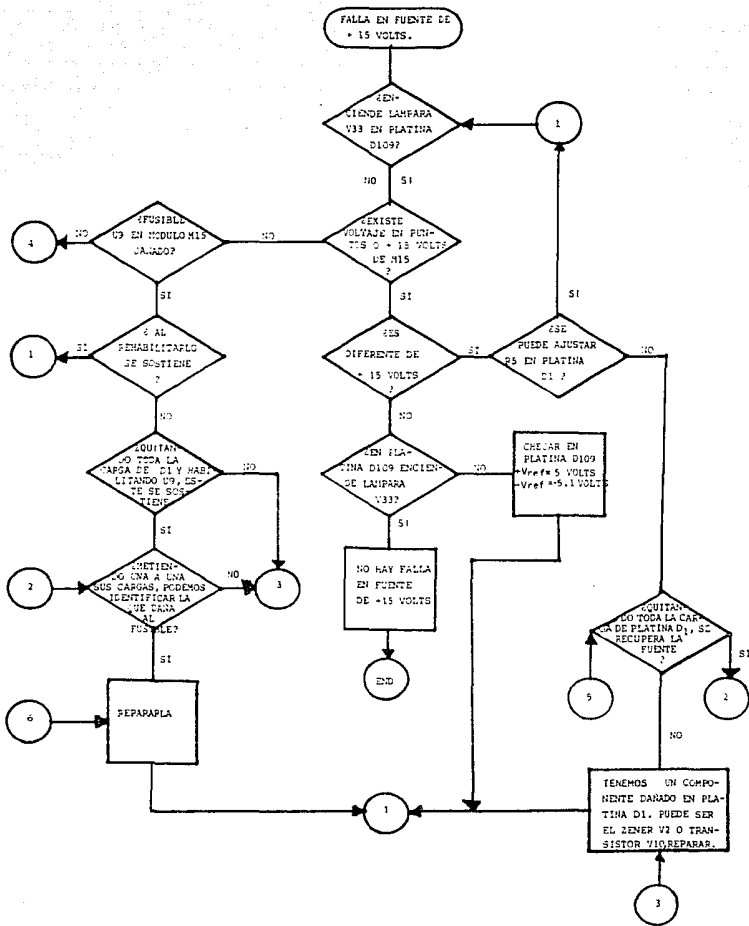 FALLA EN FUENTE DE
+ 15 VOLTS.
¿EN-
CIENDE LAMPARA
V33 EN PLATINA
D109?
1
NO
SI
¿FUSIBLE
U9 EN MODULO M15
DAÑADO?
NO
4
NO
¿EXISTE
VOLTAJE EN PUN-
TOS O + 15 VOLTS
DE M15
?
SI
SI
SI
¿ AL
REHABILITARLO
SE SOSTIENE
?
SI
1
¿ES
DIFERENTE DE
+ 15 VOLTS
?
SI
¿SE
PUEDE AJUSTAR
R5 EN PLATINA
D1 ?
NO
NO
NO
¿QUITAN-
DO TODA LA
CARGA DE D1 Y HABI
LITANDO U9, ES-
TE SE SOS-
TIENE
NO
¿EN PLA-
TINA D109 ENCIEN-
DE LAMPARA
V33?
NO
CHECAR EN
PLATINA D109
+Vref= 5 VOLTS
-Vref =-5.1 VOLTS
SI
SI
2
¿METIEN-
DO UNA A UNA
SUS CARGAS, PODEMOS
IDENTIFICAR LA
QUE DAÑA
AL
FUSIBLE?
NO
3
NO HAY FALLA
EN FUENTE
DE +15 VOLTS
¿QUITAN-
DO TODA LA CAR-
GA DE PLATINA D1, SE
RECUPERA LA
FUENTE
?
SI
SI
END
5
2
6
REPARARLA
NO
1
TENEMOS UN COMPO-
NENTE DAÑADO EN PLA-
TINA D1. PUEDE SER
EL ZENER V2 O TRAN-
SISTOR V10,REPARAR.
3